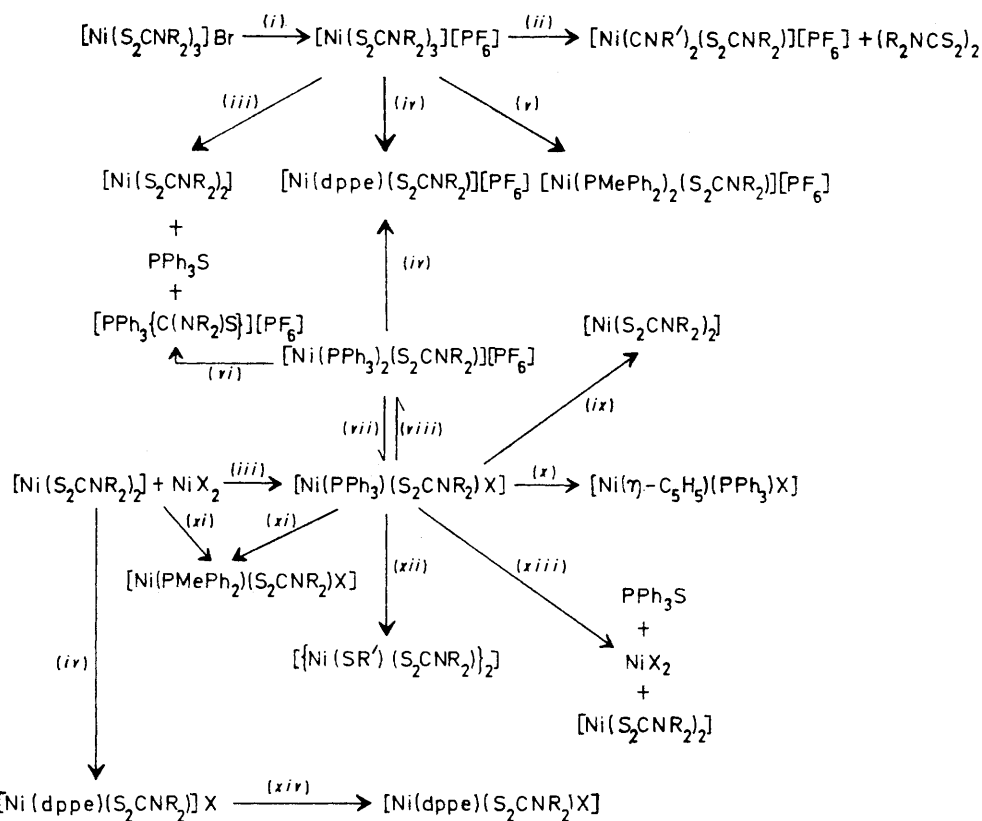 [Ni(S₂CNR₂)₃]Br (i) [Ni(S₂CNR₂)₃][PF₆] (ii) [Ni(CNR′)₂(S₂CNR₂)][PF₆] + (R₂NCS₂)₂
(iii) (iv) (v)
[Ni(S₂CNR₂)₂] [Ni(dppe)(S₂CNR₂)][PF₆] [Ni(PMePh₂)₂(S₂CNR₂)][PF₆]
+
PPh₃S (iv)
+
[PPh₃{C(NR₂)S}][PF₆] [Ni(S₂CNR₂)₂]
(vi) [Ni(PPh₃)₂(S₂CNR₂)][PF₆]
(vii) (viii) (ix)
[Ni(S₂CNR₂)₂] + NiX₂ (iii) [Ni(PPh₃)(S₂CNR₂)X] (x) [Ni(η-C₅H₅)(PPh₃)X]
(xi) (xi) (xii) (xiii)
[Ni(PMePh₂)(S₂CNR₂)X]
PPh₃S
+
(iv) [{Ni(SR′)(S₂CNR₂)}₂] NiX₂
+
[Ni(S₂CNR₂)₂]
[Ni(dppe)(S₂CNR₂)]X (xiv) [Ni(dppe)(S₂CNR₂)X]